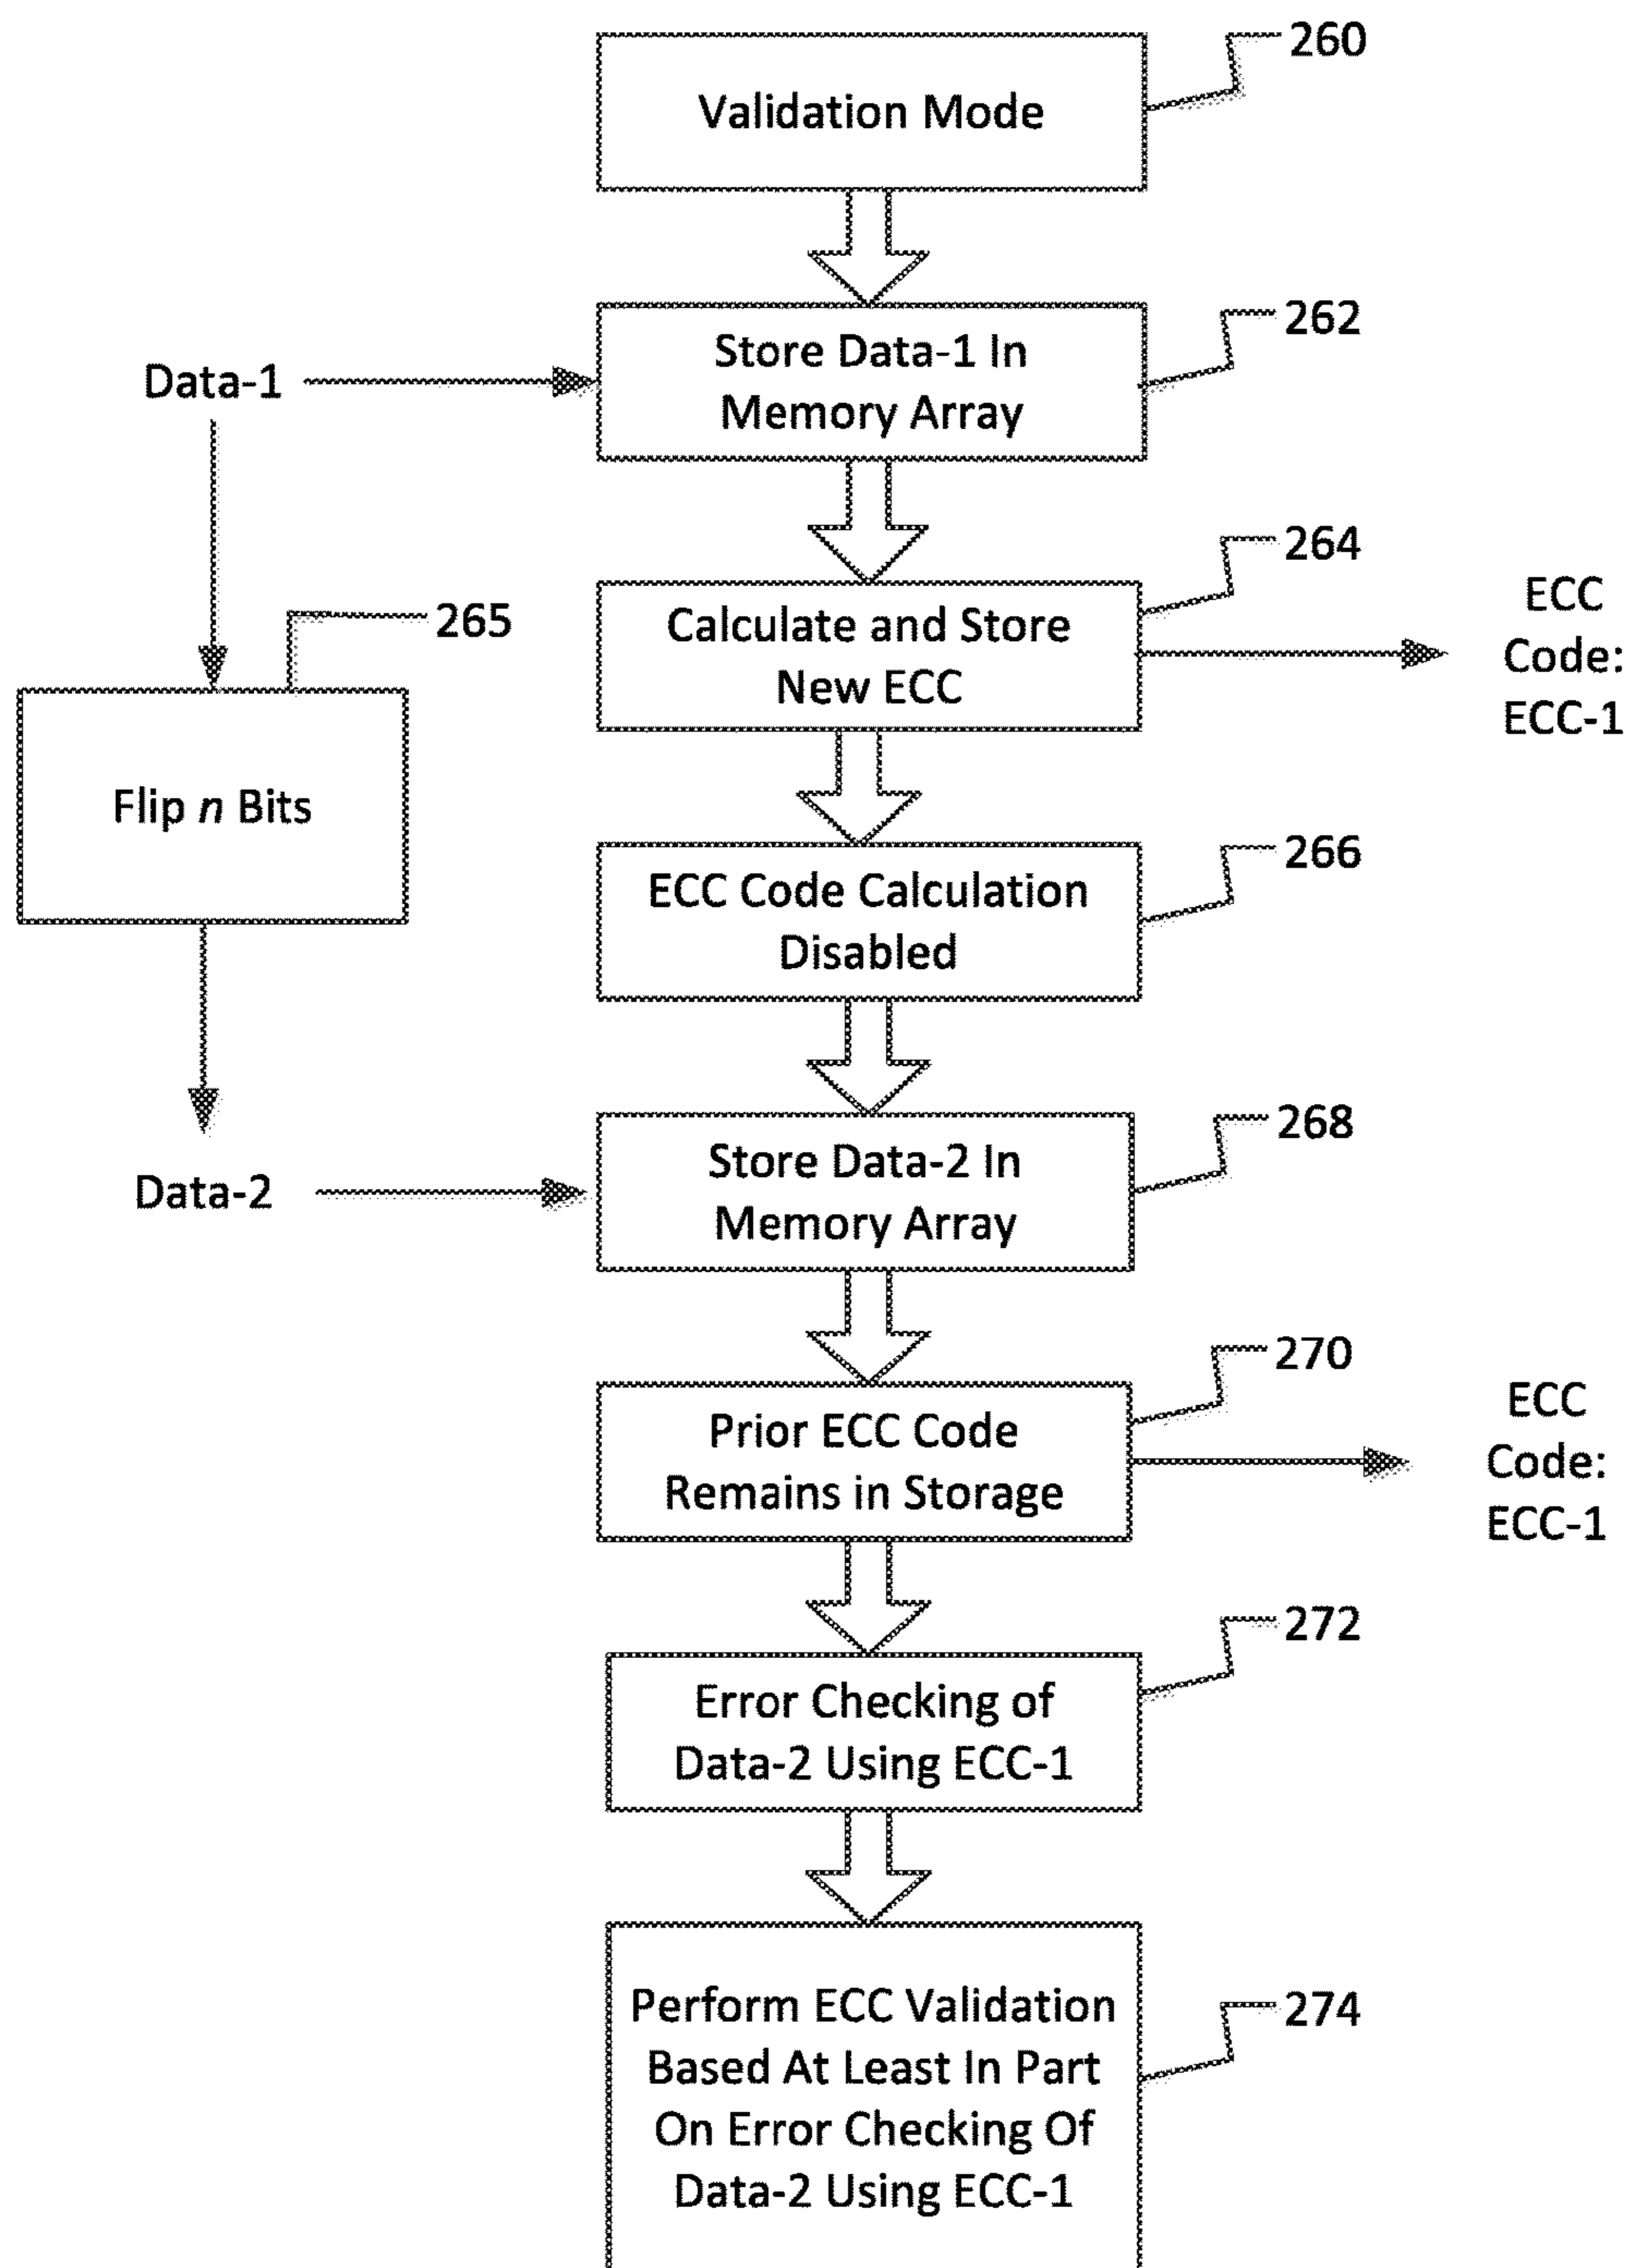 260
Validation Mode
262
Store Data-1 In
Memory Array
Data-1
264
Calculate and Store
New ECC
ECC
Code:
ECC-1
265
Flip n Bits
266
ECC Code Calculation
Disabled
268
Store Data-2 In
Memory Array
Data-2
270
Prior ECC Code
Remains in Storage
ECC
Code:
ECC-1
272
Error Checking of
Data-2 Using ECC-1
274
Perform ECC Validation
Based At Least In Part
On Error Checking Of
Data-2 Using ECC-1